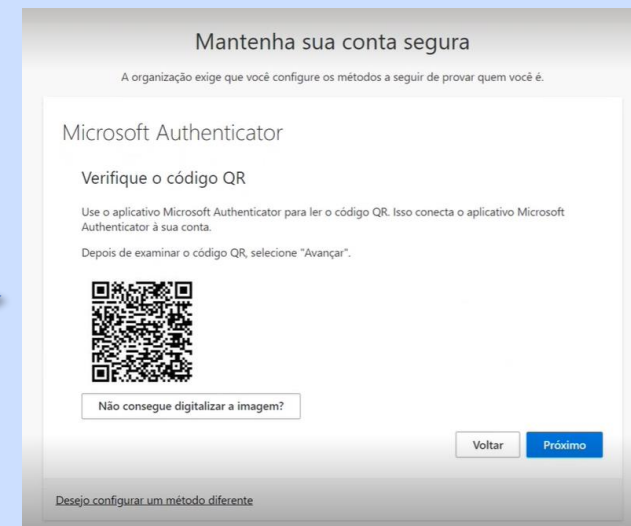 Mantenha sua conta segura
A organização exige que você configure os métodos a seguir de provar quem você é.
Microsoft Authenticator
Verifique o código QR
Use o aplicativo Microsoft Authenticator para ler o código QR. Isso conecta o aplicativo Microsoft
Authenticator à sua conta.
Depois de examinar o código QR, selecione "Avançar".
Não consegue digitalizar a imagem?
Voltar Próximo
Desejo configurar um método diferente